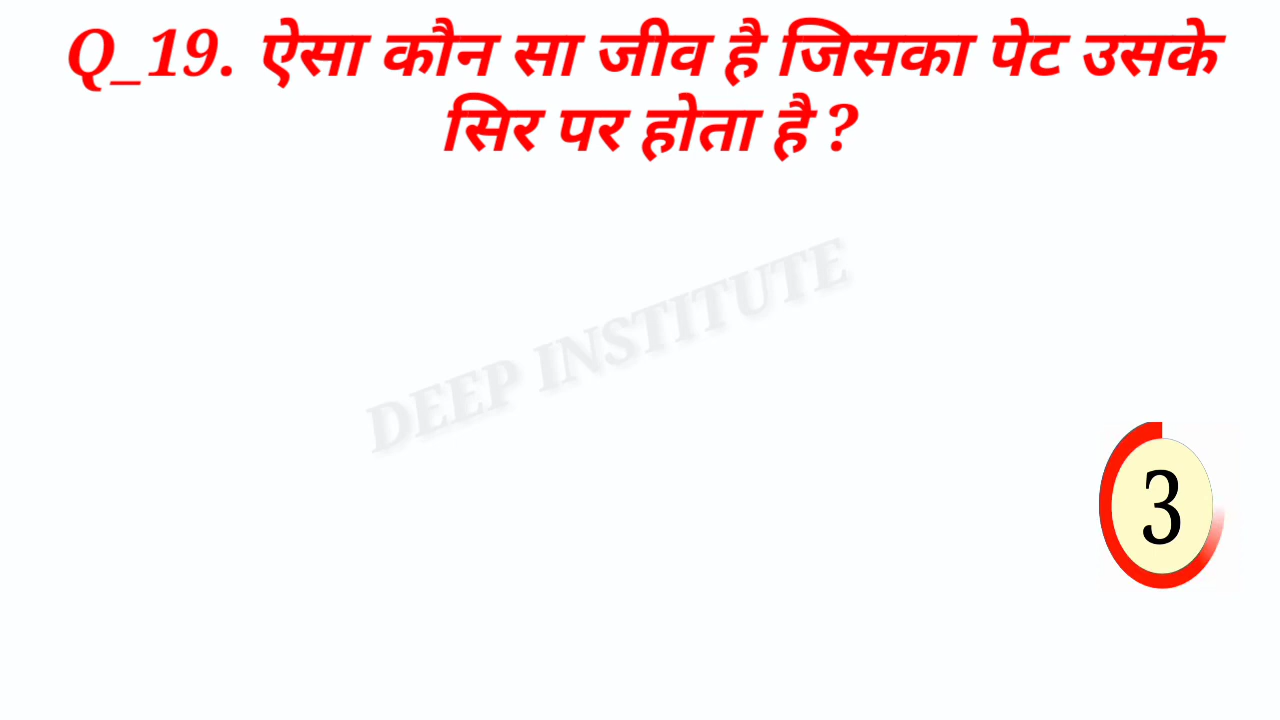 Q_19. ऐसा कौन सा जीव है जिसका पेट उसके
सिर पर होता है ?
DEEP INSTITUTE
3